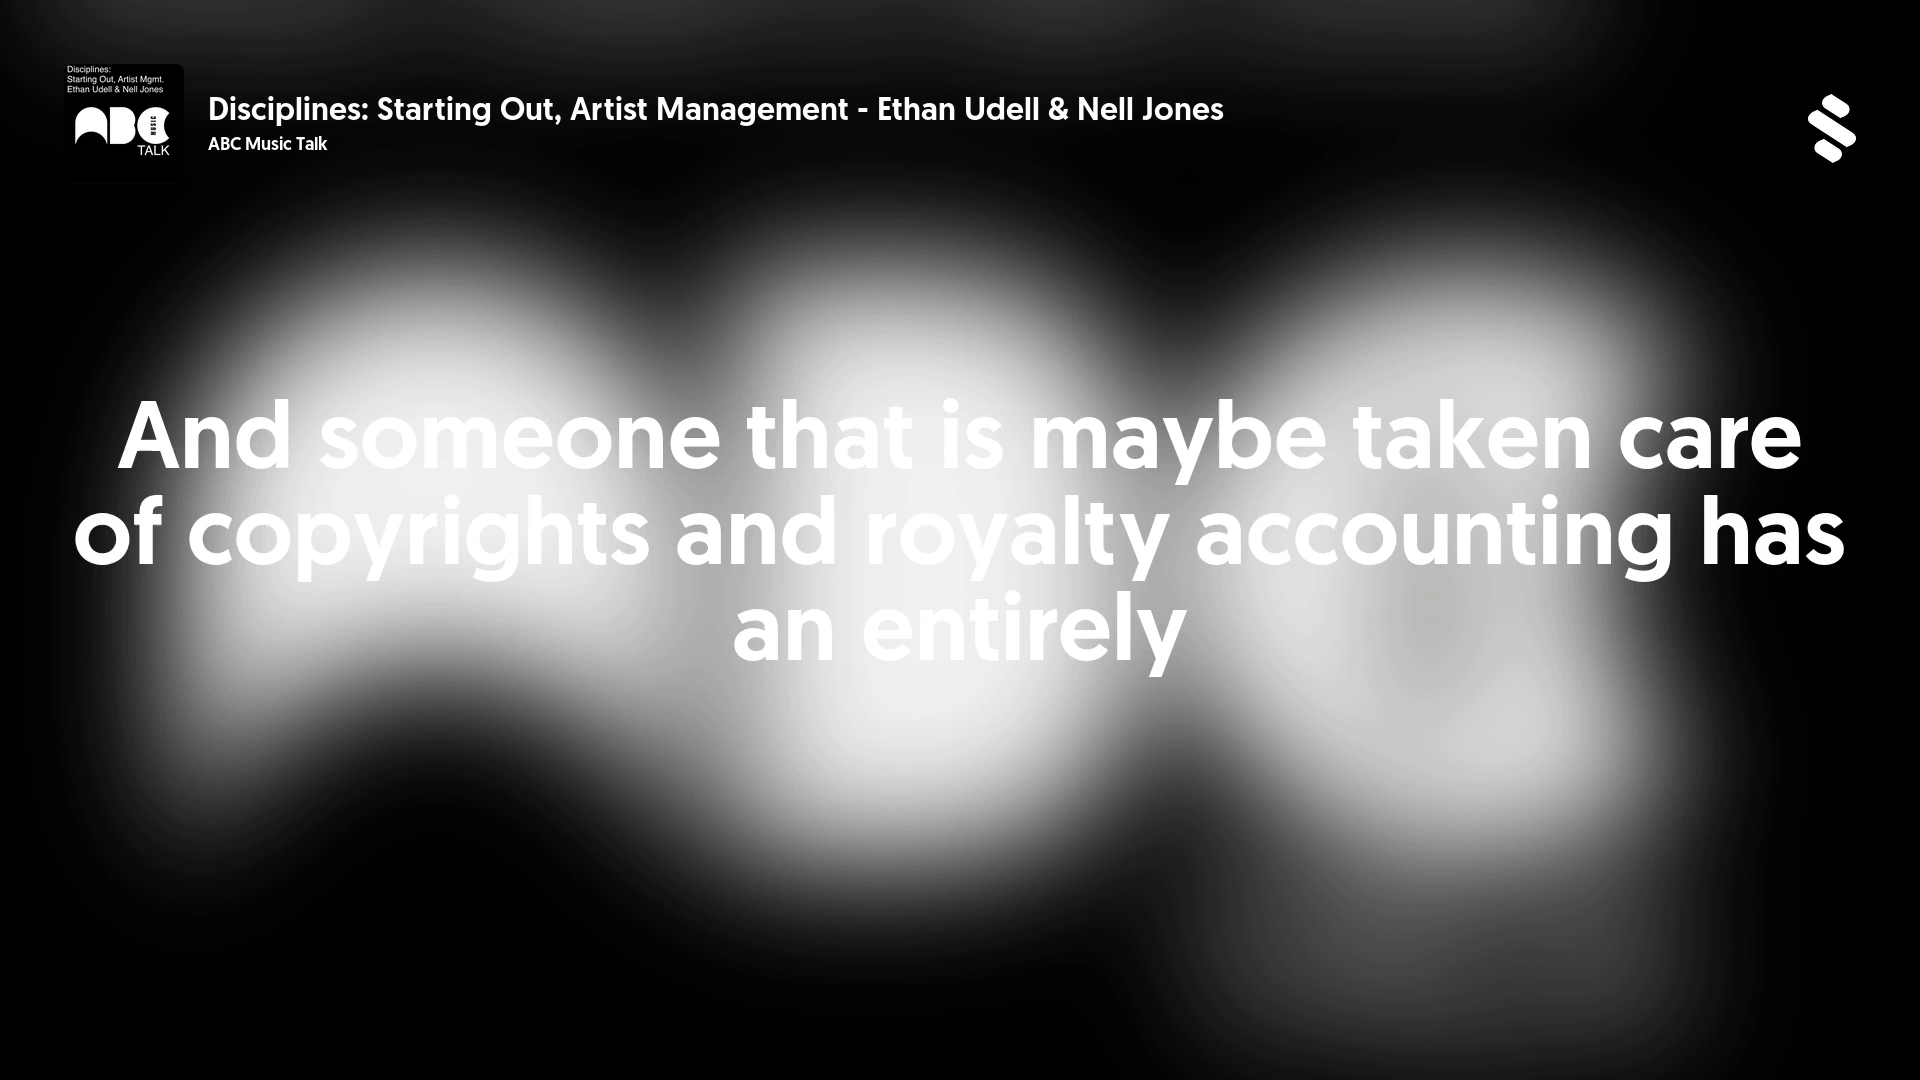 Disciplines:
Starting Out, Artist Mgmt.
Ethan Udell & Nell Jones
ABC
MUSIC
TALK
Disciplines: Starting Out, Artist Management - Ethan Udell & Nell Jones
ABC Music Talk
And someone that is maybe taken care
of copyrights and royalty accounting has
an entirely